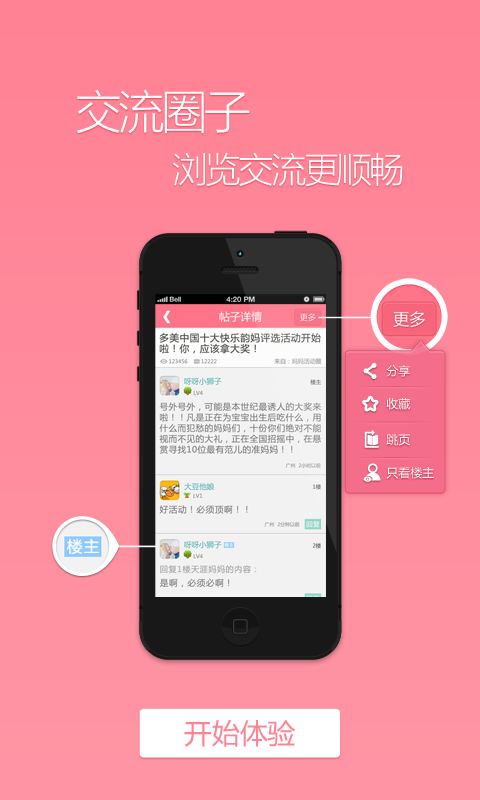 交流圈子
浏览交流更顺畅
Bell
4:20 PM
帖子详情
更多
更多
多美中国十大快乐韵妈评选活动开始
啦！你，应该拿大奖！
123456
12222
来自：妈妈活动圈
呀呀小狮子
楼主
LV4
号外号外，可能是本世纪最诱人的大奖来
啦！！凡是正在为宝宝出生后吃什么，用
什么而犯愁的妈妈们，十份你们绝对不能
视而不见的大礼，正在全国招摇中，在悬
赏寻找10位最有范儿的准妈妈！！
广州 2小时以前
大豆他娘
1楼
LV1
好活动！必须顶啊！！
广州 2分钟以前
回复
呀呀小狮子
楼主
2楼
LV4
回复1楼天涯妈妈的内容：
是啊，必须必啊！
分享
收藏
跳页
只看楼主
楼主
开始体验